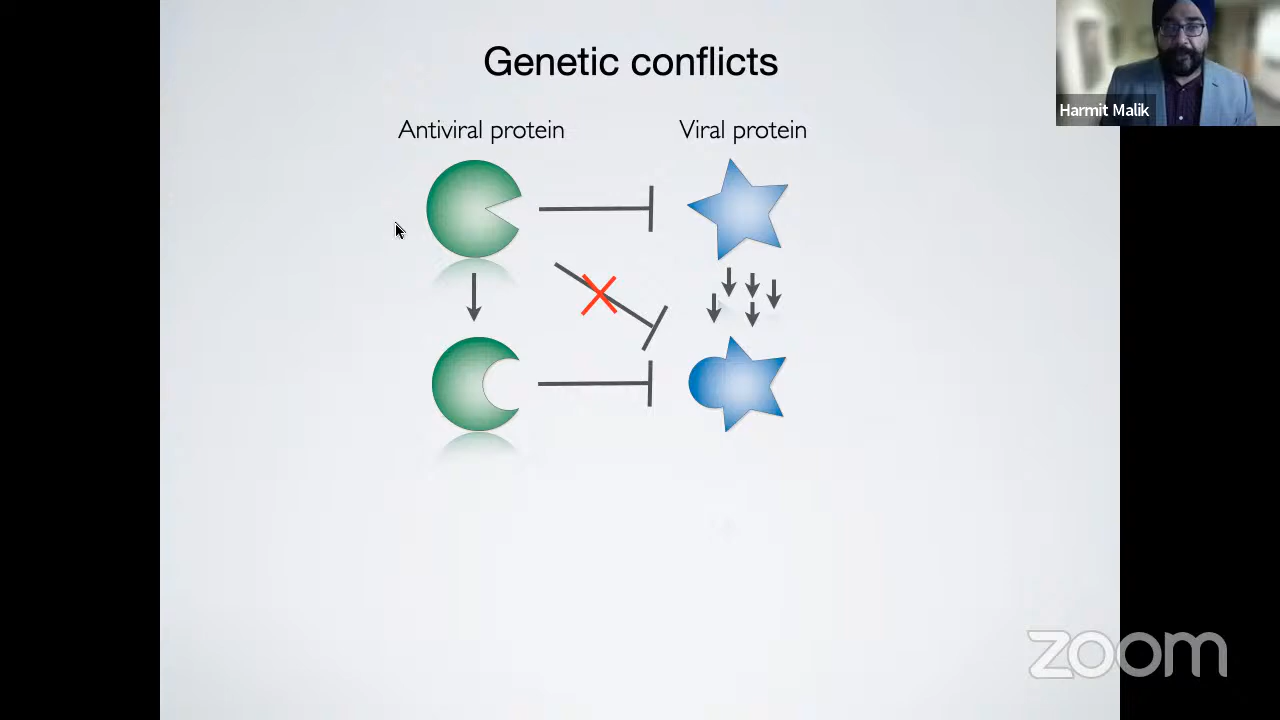 Genetic conflicts
Harmit Malik
Antiviral protein
Viral protein
zoom